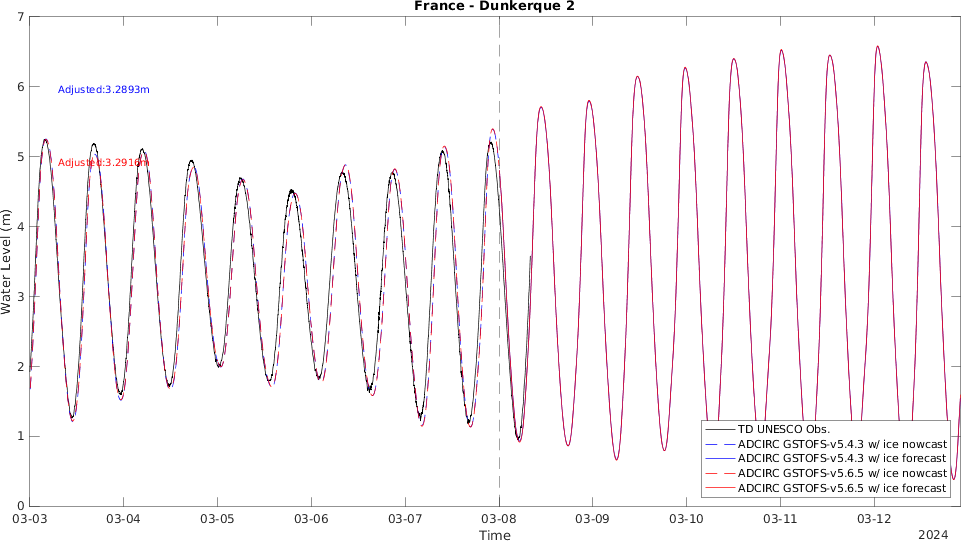 France - Dunkerque 2
7
6
5
4
3
2
1
0
Water Level (m)
Adjusted:3.2893m
Adjusted:3.2916m
TD UNESCO Obs.
ADCIRC GSTOFS-v5.4.3 w/ ice nowcast
ADCIRC GSTOFS-v5.4.3 w/ ice forecast
ADCIRC GSTOFS-v5.6.5 w/ ice nowcast
ADCIRC GSTOFS-v5.6.5 w/ ice forecast
03-03 03-04 03-05 03-06 03-07 03-08 03-09 03-10 03-11 03-12
Time
2024